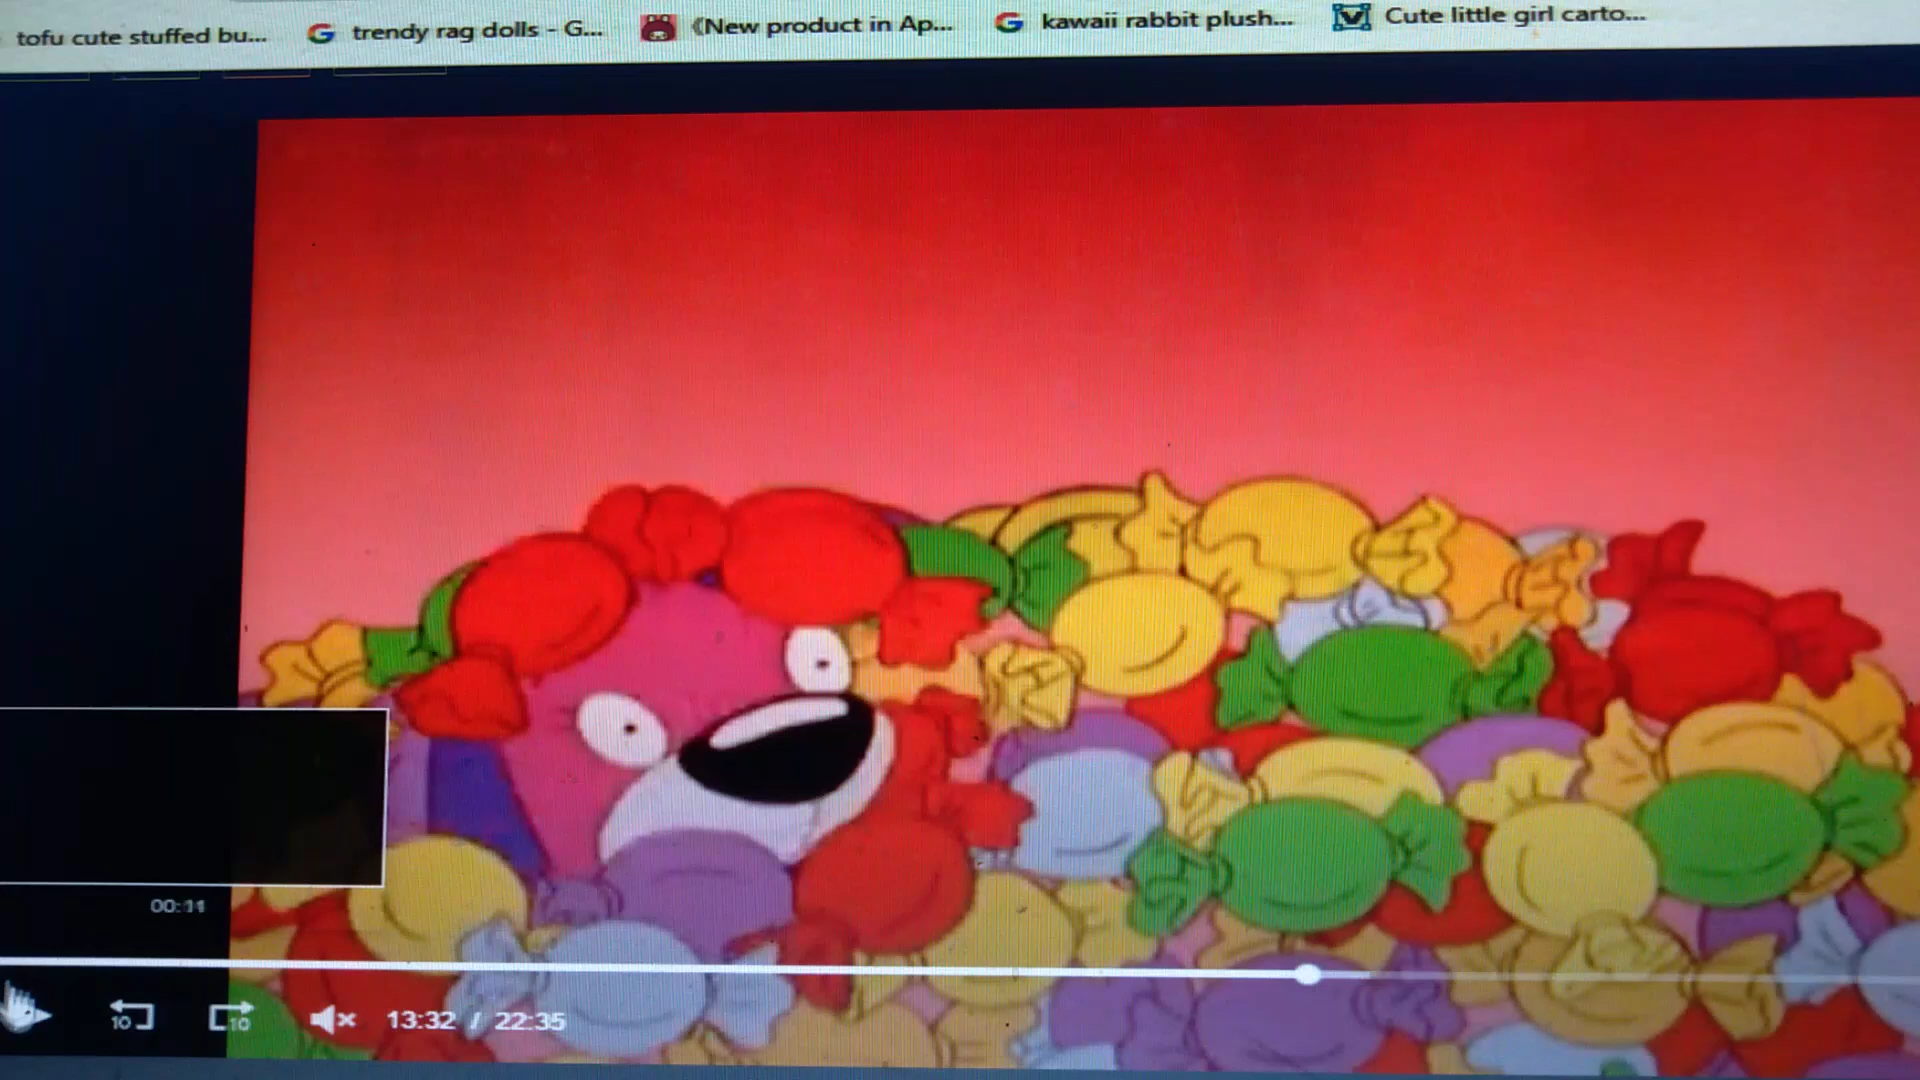 tofu cute stuffed bu...
trendy rag dolls - G...
《New product in Ap...
kawaii rabbit plush...
Cute little girl carto...
00:11
10
10
13:32 / 22:35